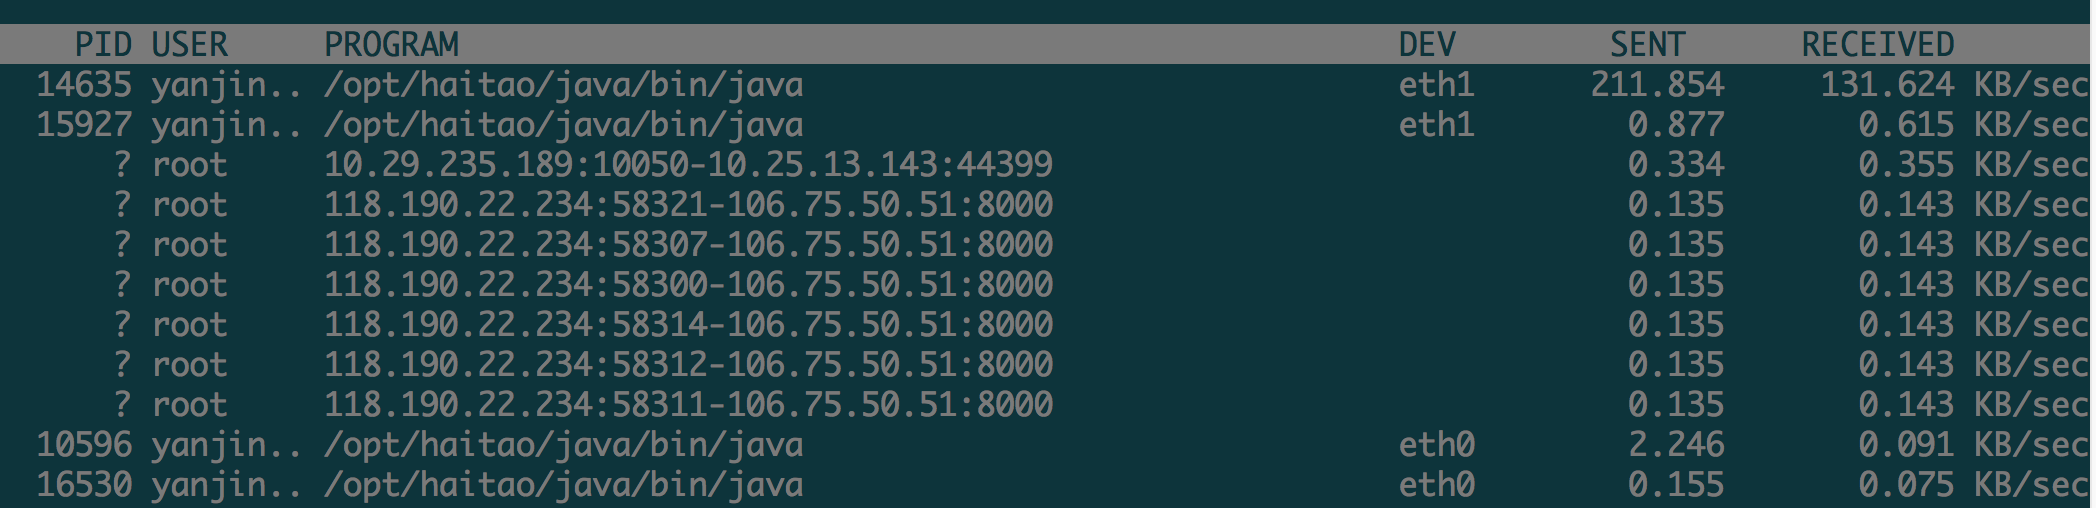 PID USER PROGRAM DEV SENT RECEIVED
14635 yanjin.. /opt/haitao/java/bin/java eth1 211.854 131.624 KB/sec
15927 yanjin.. /opt/haitao/java/bin/java eth1 0.877 0.615 KB/sec
? root 10.29.235.189:10050-10.25.13.143:44399 0.334 0.355 KB/sec
? root 118.190.22.234:58321-106.75.50.51:8000 0.135 0.143 KB/sec
? root 118.190.22.234:58307-106.75.50.51:8000 0.135 0.143 KB/sec
? root 118.190.22.234:58300-106.75.50.51:8000 0.135 0.143 KB/sec
? root 118.190.22.234:58314-106.75.50.51:8000 0.135 0.143 KB/sec
? root 118.190.22.234:58312-106.75.50.51:8000 0.135 0.143 KB/sec
? root 118.190.22.234:58311-106.75.50.51:8000 0.135 0.143 KB/sec
10596 yanjin.. /opt/haitao/java/bin/java eth0 2.246 0.091 KB/sec
16530 yanjin.. /opt/haitao/java/bin/java eth0 0.155 0.075 KB/sec